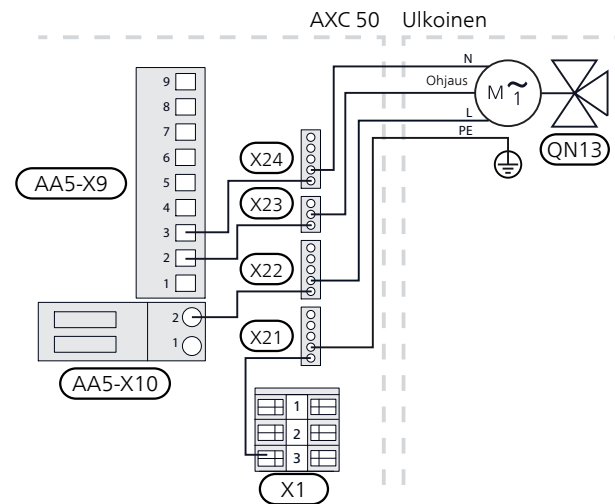 AXC 50 Ulkoinen
N
Ohjaus
L
PE
M ~
1
QN13
9
8
7
6
5
4
3
2
1
AA5-X9
X24
X23
X22
X21
2
1
AA5-X10
1
2
3
X1